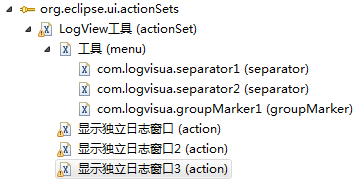 org.eclipse.ui.actionSets
LogView工具 (actionSet)
工具 (menu)
com.logvisua.separator1 (separator)
com.logvisua.separator2 (separator)
com.logvisua.groupMarker1 (groupMarker)
显示独立日志窗口 (action)
显示独立日志窗口2 (action)
显示独立日志窗口3 (action)